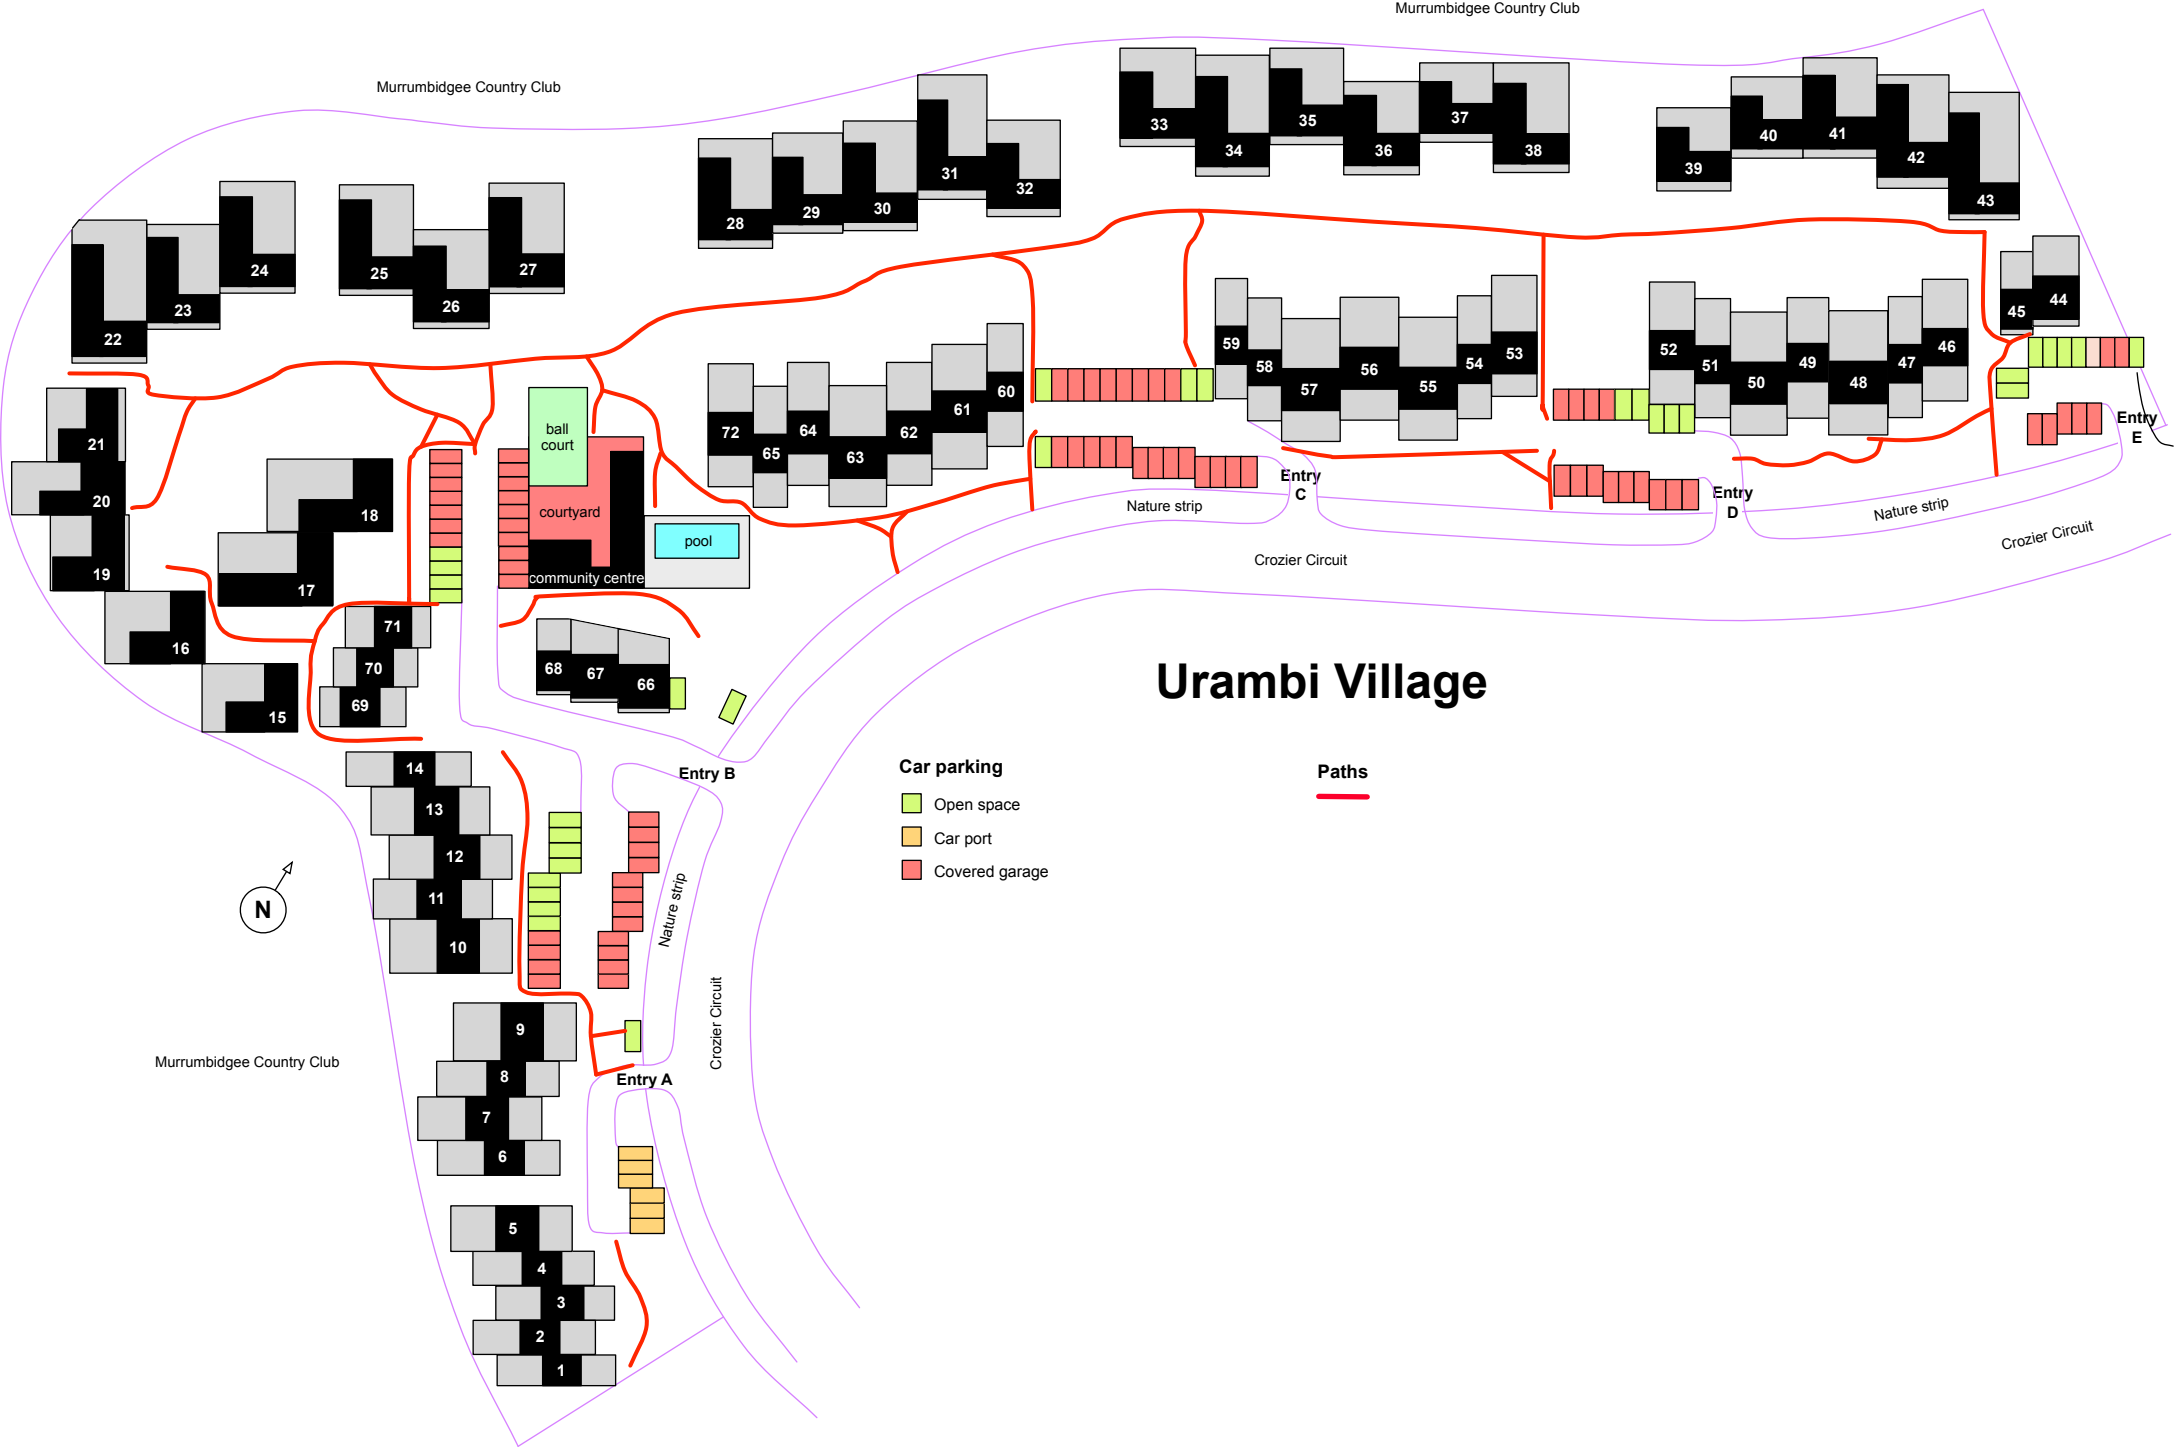 Murrumbidgee Country Club
Murrumbidgee Country Club
33
34
35
36
37
38
39
40
41
42
43
28
29
30
31
32
22
23
24
25
26
27
44
45
59
58
57
56
55
54
53
52
51
50
49
48
47
46
60
61
62
63
64
65
72
Entry
E
Entry
C
Entry
D
Nature strip
Nature strip
Crozier Circuit
Crozier Circuit
ball
court
courtyard
pool
community centre
21
20
19
18
17
16
15
71
70
69
68
67
66
Urambi Village
Entry B
14
13
12
11
10
Nature strip
Crozier Circuit
N
Car parking
Open space
Car port
Covered garage
Paths
Murrumbidgee Country Club
9
8
7
6
Entry A
5
4
3
2
1